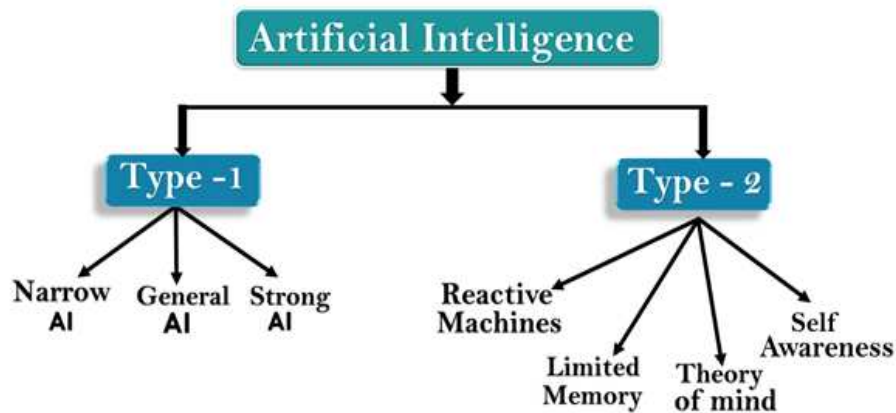 Artificial Intelligence
Type -1
Type - 2
Narrow
AI
General
AI
Strong
AI
Reactive
Machines
Limited
Memory
Theory
of mind
Self
Awareness